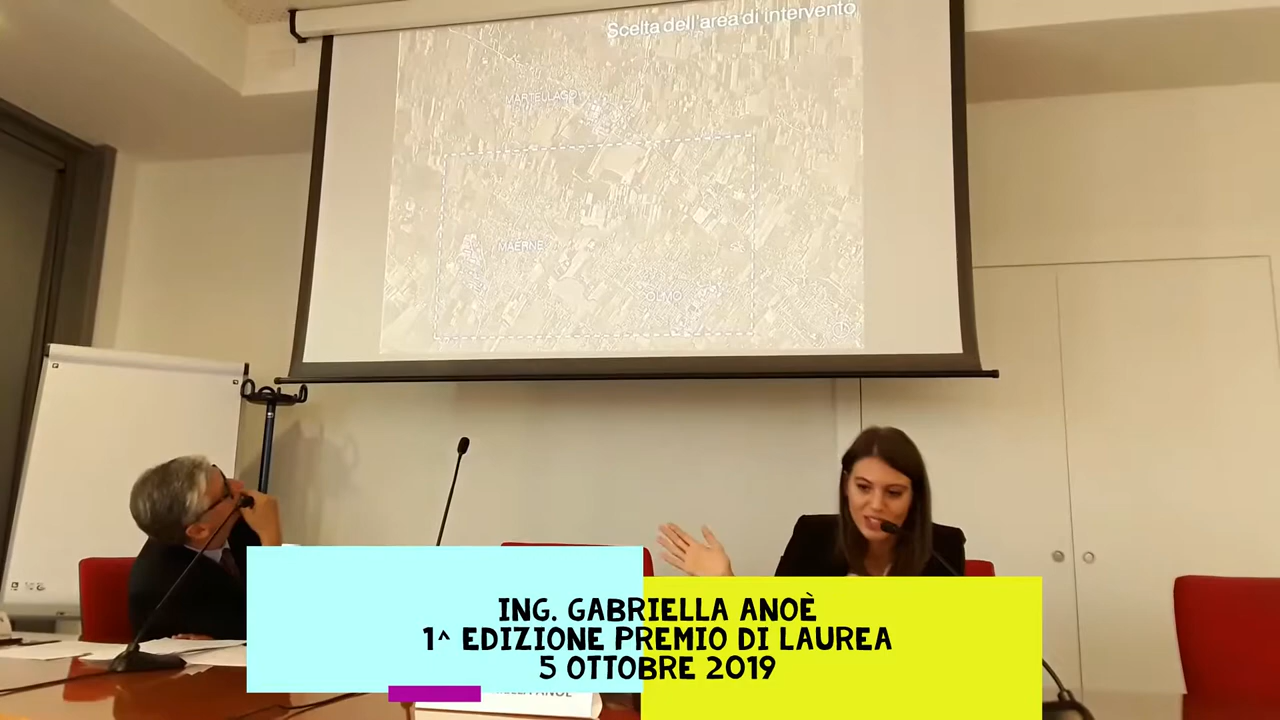 Scelta dell'area di intervento
MARTELLAGO
MAERNE
OLMO
ING. GABRIELLA ANOÈ
1^ EDIZIONE PREMIO DI LAUREA
5 OTTOBRE 2019
ANOE'